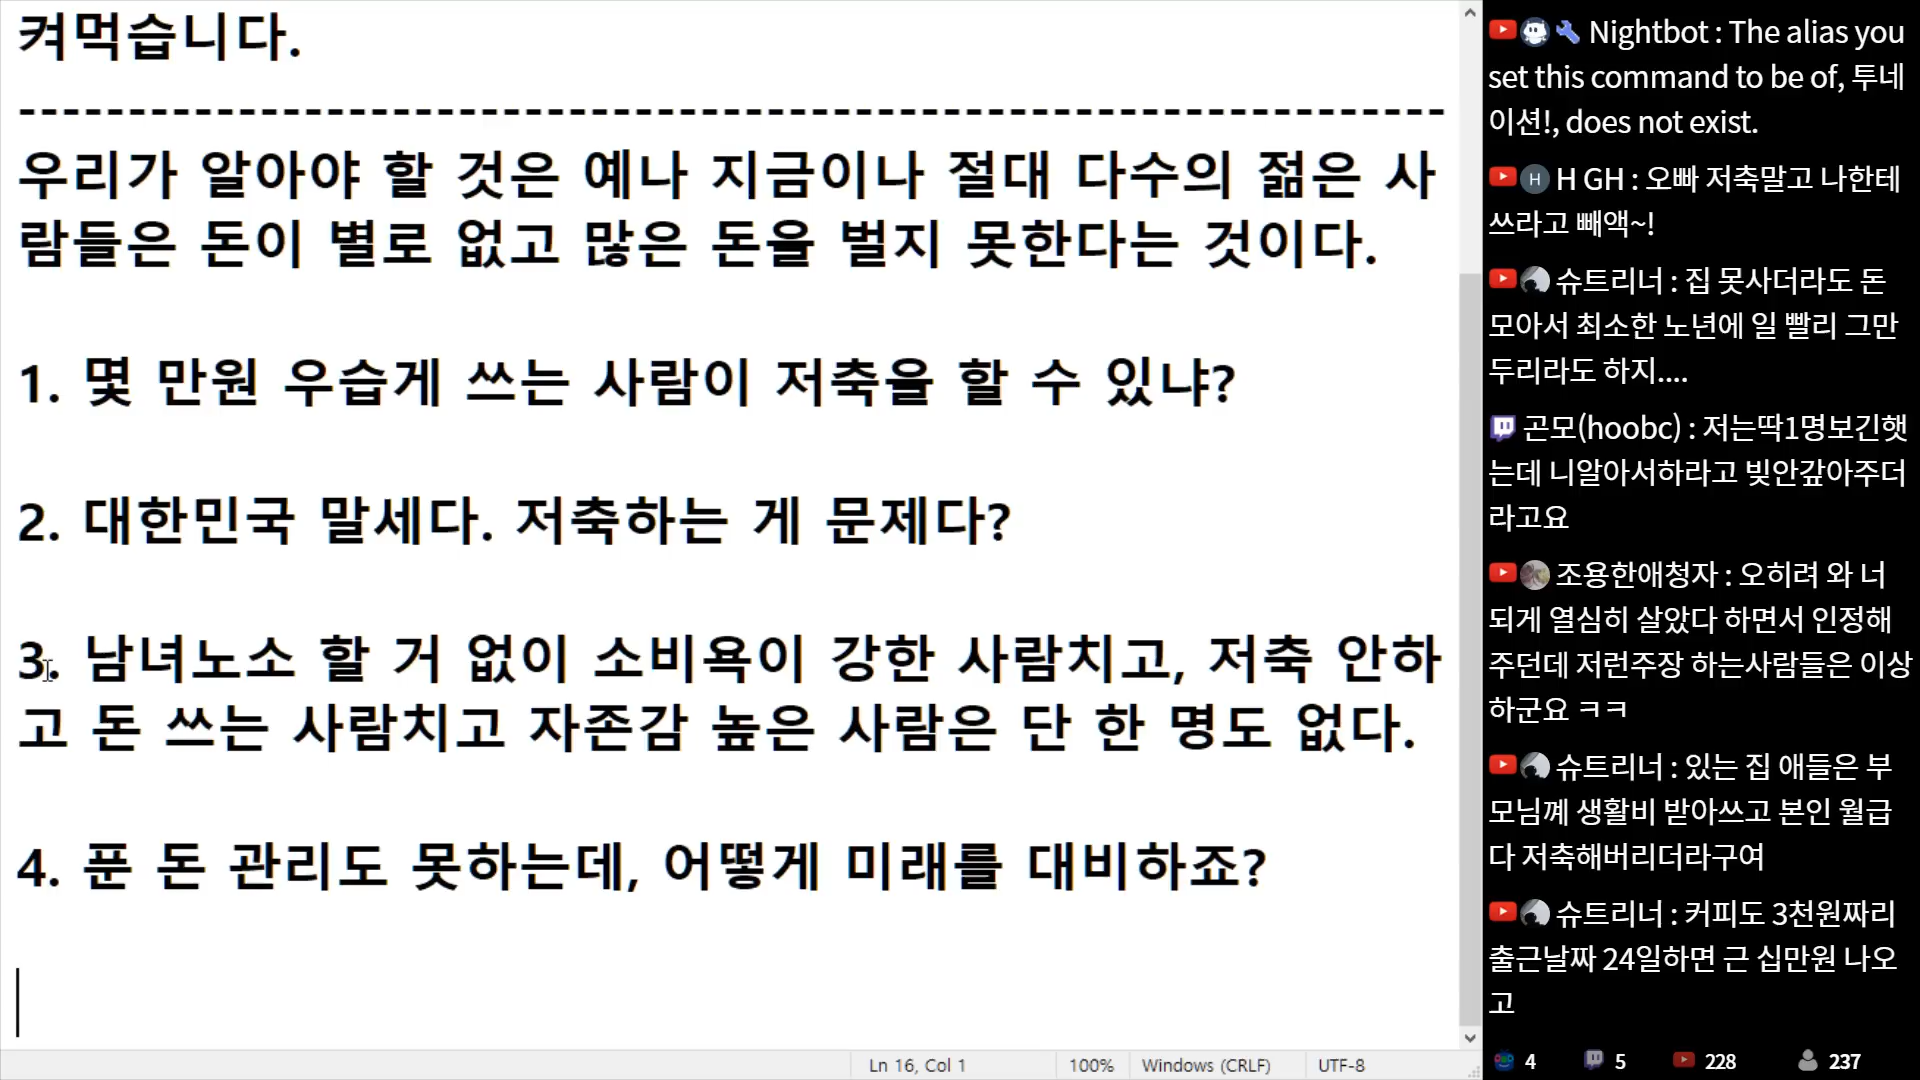 켜먹습니다.
--------------------------------------------------------------------------------
우리가 알아야 할 것은 예나 지금이나 절대 다수의 젊은 사
람들은 돈이 별로 없고 많은 돈을 벌지 못한다는 것이다.
1. 몇 만원 우습게 쓰는 사람이 저축을 할 수 있냐?
2. 대한민국 말세다. 저축하는 게 문제다?
3. 남녀노소 할 거 없이 소비욕이 강한 사람치고, 저축 안하
고 돈 쓰는 사람치고 자존감 높은 사람은 단 한 명도 없다.
4. 푼 돈 관리도 못하는데, 어떻게 미래를 대비하죠?
Ln 16, Col 1 100% Windows (CRLF) UTF-8
Nightbot : The alias you
set this command to be of, 투네
이션!, does not exist.
H H GH : 오빠 저축말고 나한테
쓰라고 빼액~!
슈트리너 : 집 못사더라도 돈
모아서 최소한 노년에 일 빨리 그만
두리라도 하지....
곤모(hoobc) : 저는딱1명보긴햇
는데 니알아서하라고 빚안갚아주더
라고요
조용한애청자 : 오히려 와 너
되게 열심히 살았다 하면서 인정해
주던데 저런주장 하는사람들은 이상
하군요 ㅋㅋ
슈트리너 : 있는 집 애들은 부
모님꼐 생활비 받아쓰고 본인 월급
다 저축해버리더라구여
슈트리너 : 커피도 3천원짜리
출근날짜 24일하면 근 십만원 나오
고
4 5 228 237